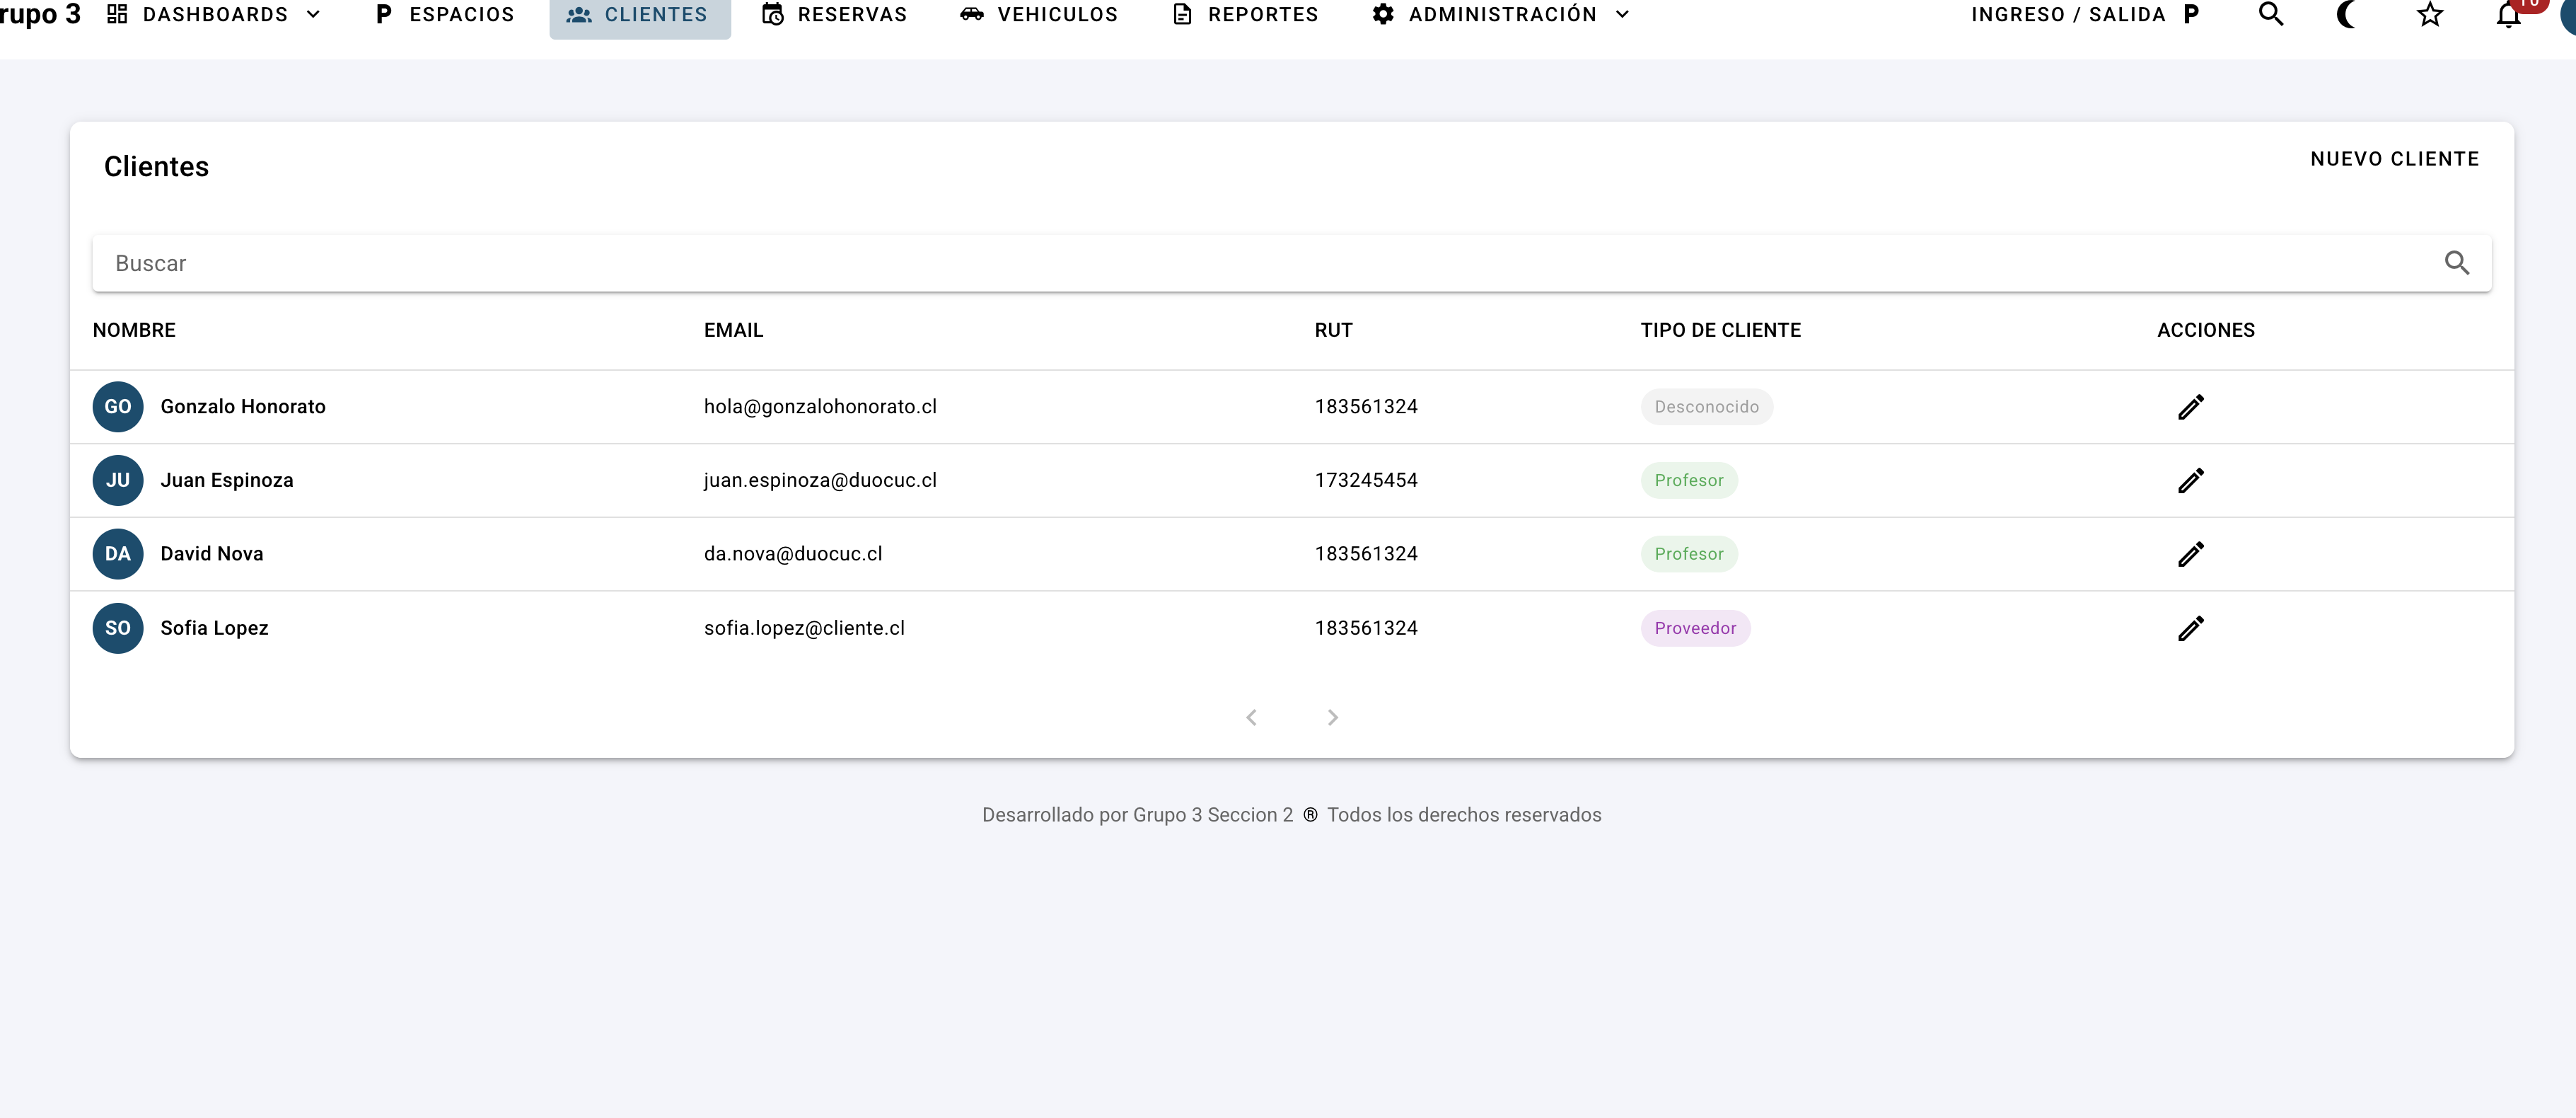 rupo 3 DASHBOARDS P ESPACIOS CLIENTES RESERVAS VEHICULOS REPORTES ADMINISTRACIÓN INGRESO / SALIDA P
Clientes NUEVO CLIENTE
Buscar
NOMBRE EMAIL RUT TIPO DE CLIENTE ACCIONES
GO Gonzalo Honorato hola@gonzalohonorato.cl 183561324 Desconocido
JU Juan Espinoza juan.espinoza@duocuc.cl 173245454 Profesor
DA David Nova da.nova@duocuc.cl 183561324 Profesor
SO Sofia Lopez sofia.lopez@cliente.cl 183561324 Proveedor
Desarrollado por Grupo 3 Seccion 2 ® Todos los derechos reservados